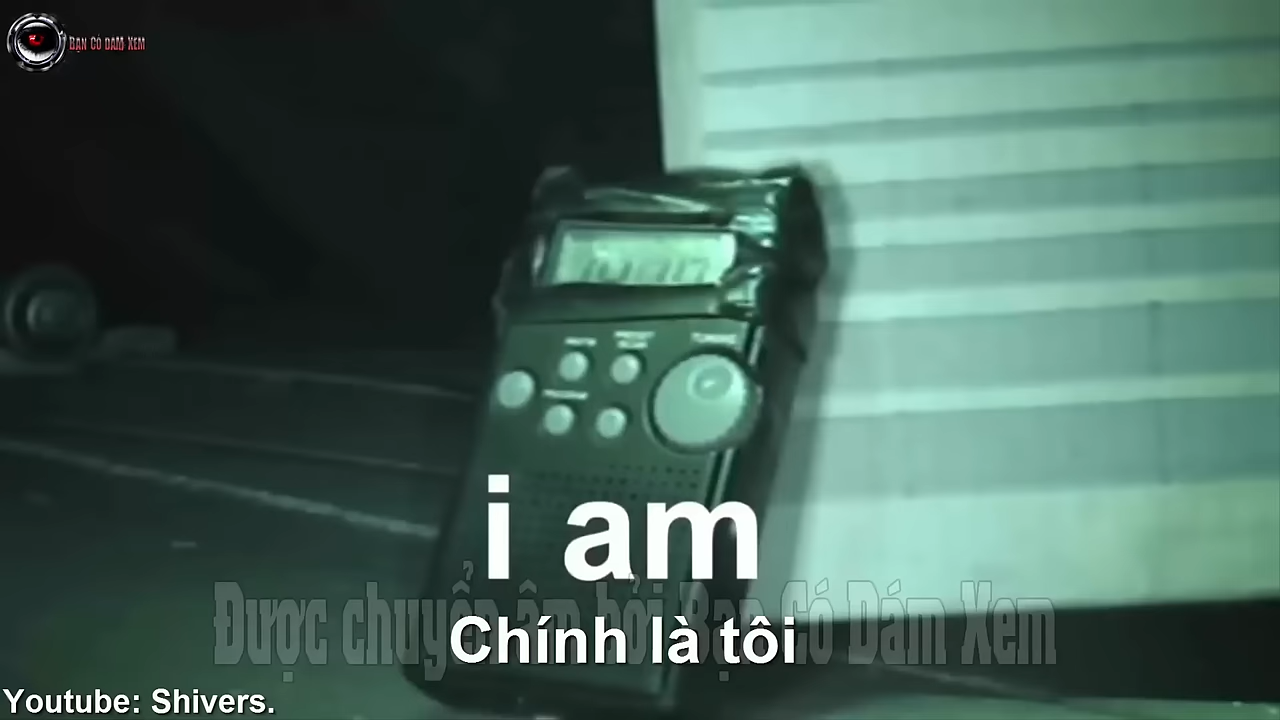 BẠN CÓ DÁM XEM
i am
Được chuyển âm bởi Bạn Có Dám Xem
Chính là tôi
Youtube: Shivers.